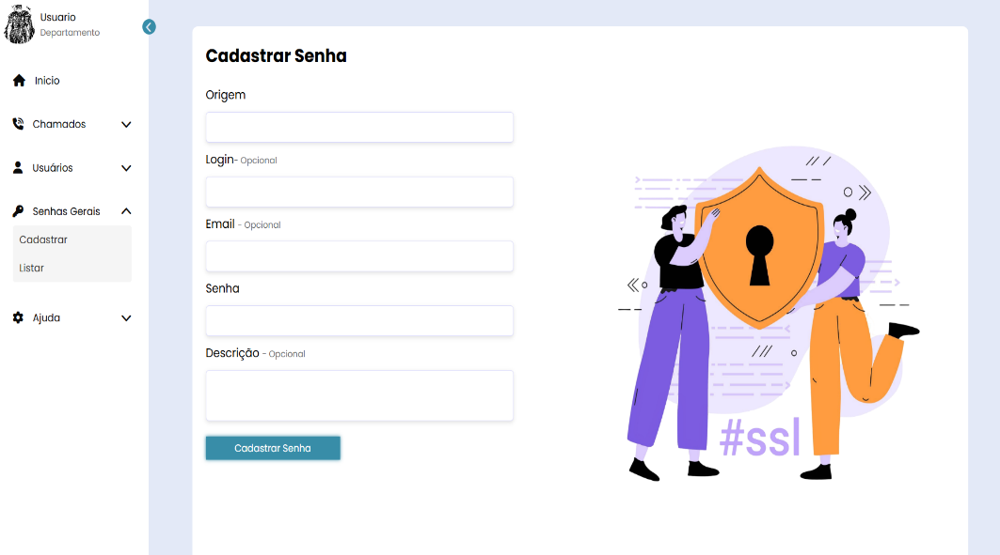 Usuario
Departamento
Inicio
Chamados
Usuários
Senhas Gerais
Cadastrar
Listar
Ajuda
Cadastrar Senha
Origem
Login- Opcional
Email - Opcional
Senha
Descrição - Opcional
Cadastrar Senha
#ssl